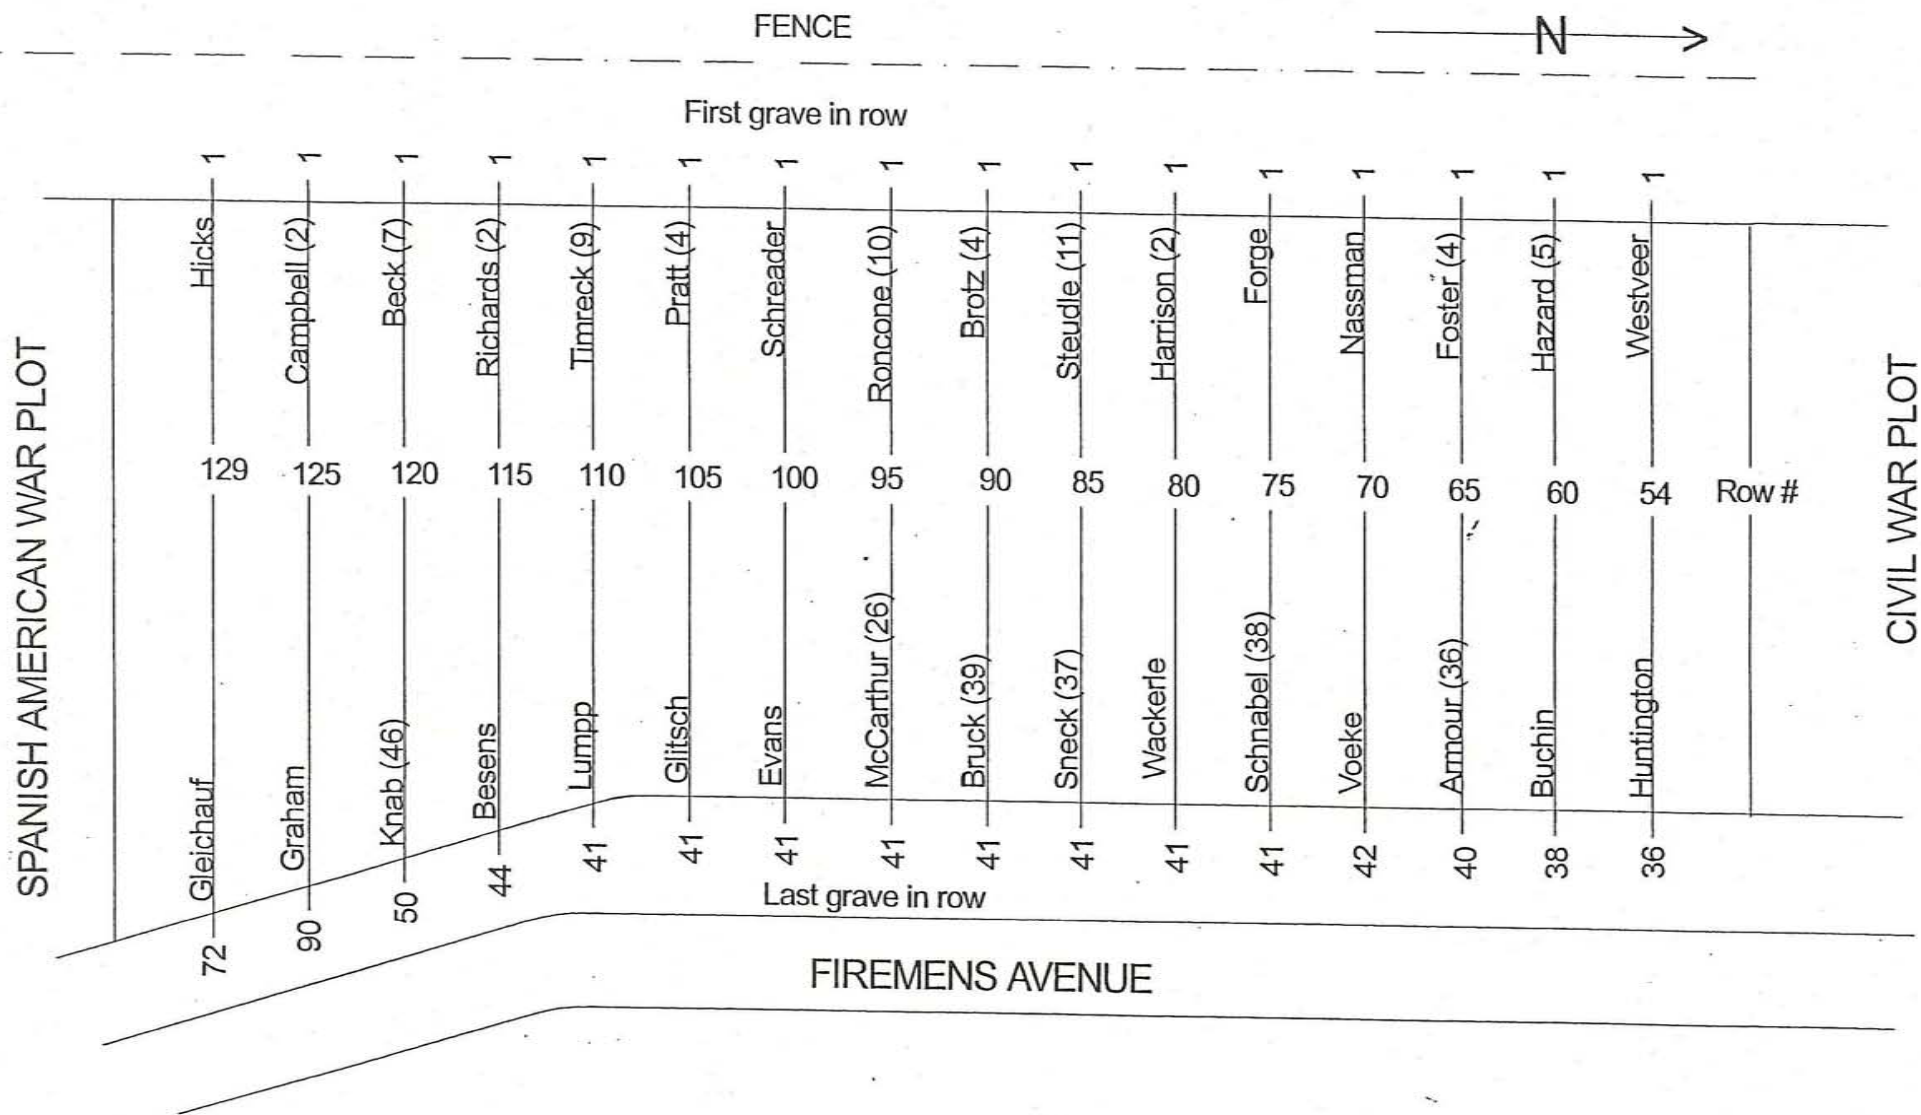 FENCE
N
First grave in row
1 1 1 1 1 1 1 1 1 1 1 1 1 1 1 1
Hicks
Campbell (2)
Beck (7)
Richards (2)
Timreck (9)
Pratt (4)
Schreader
Roncone (10)
Brotz (4)
Steudle (11)
Harrison (2)
Forge
Nassman
Foster (4)
Hazard (5)
Westveer
SPANISH AMERICAN WAR PLOT
129 125 120 115 110 105 100 95 90 85 80 75 70 65 60 54 Row #
CIVIL WAR PLOT
Gleichauf
Graham
Knab (46)
Besens
Lumpp
Glitsch
Evans
McCarthur (26)
Bruck (39)
Sneck (37)
Wackerle
Schnabel (38)
Voeke
Armour (36)
Buchin
Huntington
72 90 50 44 41 41 41 41 41 41 41 41 42 40 38 36
Last grave in row
FIREMENS AVENUE